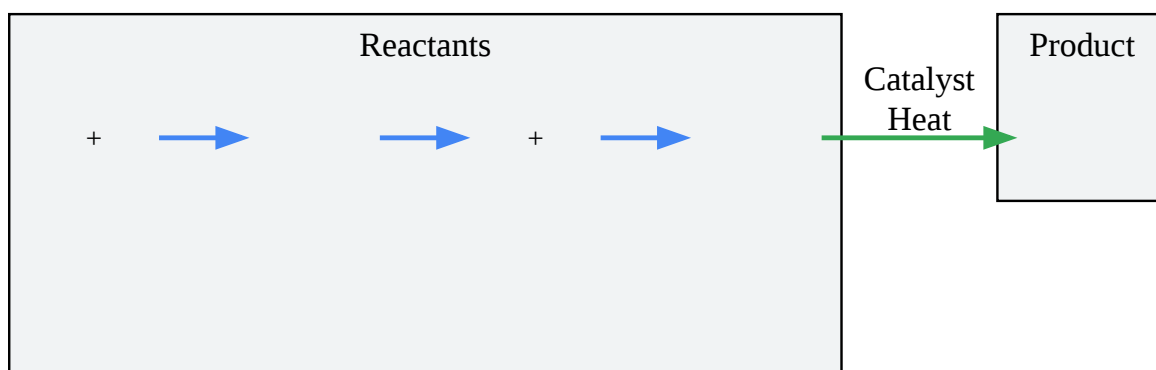 Reactants
Product
Catalyst
Heat
+
+